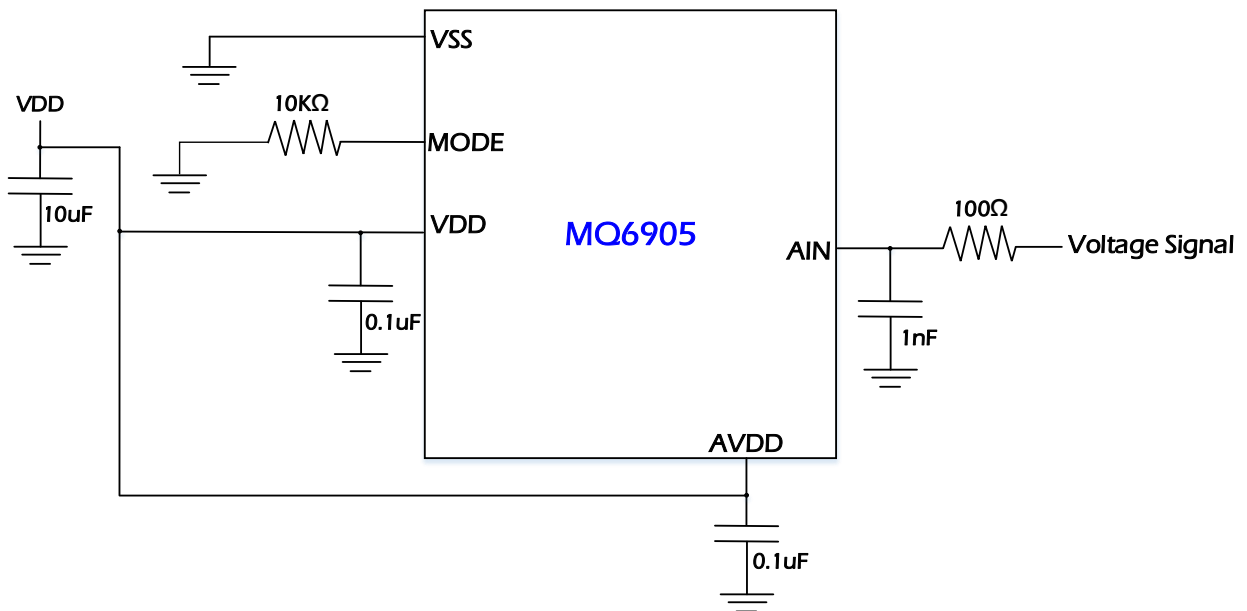 VSS
VDD
10KΩ
MODE
10uF
VDD
MQ6905
100Ω
AIN
Voltage Signal
0.1uF
1nF
AVDD
0.1uF